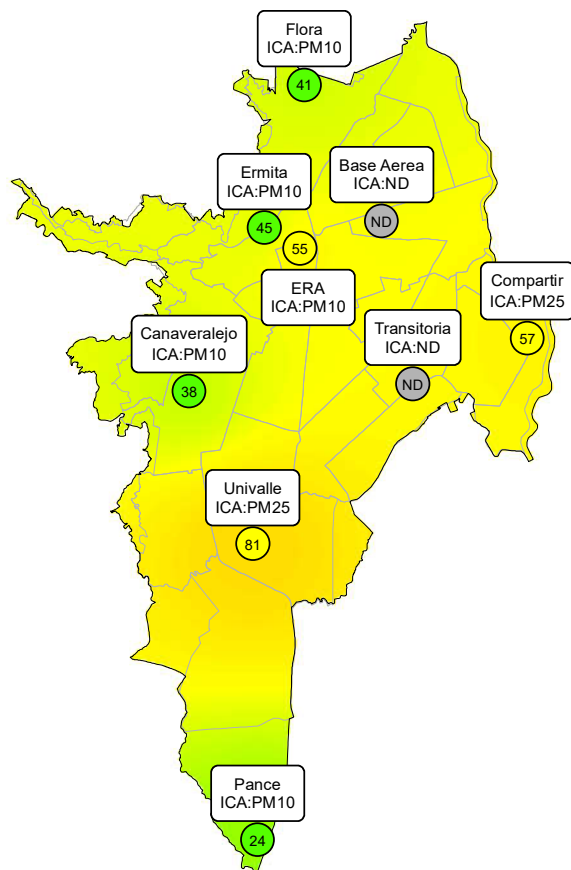 Flora
ICA:PM10
41
Ermita
ICA:PM10
45
Base Aerea
ICA:ND
ND
55
ERA
ICA:PM10
Compartir
ICA:PM25
57
Canaveralejo
ICA:PM10
38
Transitoria
ICA:ND
ND
Univalle
ICA:PM25
81
Pance
ICA:PM10
24